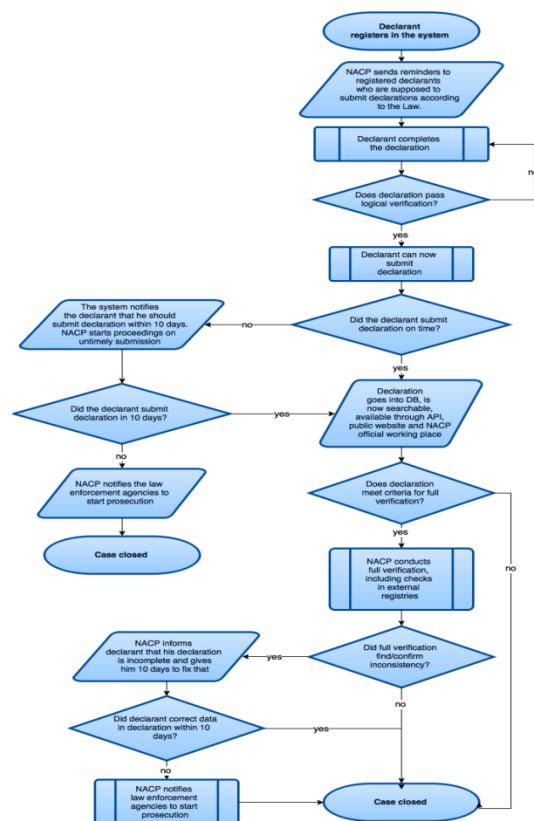 Declarant
registers in the system
NACP sends reminders to
registered declarants
who are supposed to
submit declarations according
to the Law.
Declarant completes
the declaration
no
Does declaration pass
logical verification?
yes
Declarant can now
submit
declaration
The system notifies
the declarant that he should
submit declaration within 10 days.
NACP starts proceedings on
untimely submission
no
Did the declarant submit
declaration on time?
yes
Did the declarant submit
declaration in 10 days?
yes
Declaration
goes into DB, is
now searchable,
available through API,
public website and NACP
official working place
no
NACP notifies the law
enforcement agencies to
start prosecution
Does declaration
meet criteria for full
verification?
yes
Case closed
no
NACP conducts
full verification,
including checks
in external
registries
NACP informs
declarant that his declaration
is incomplete and gives
him 10 days to fix that
yes
Did full verification
find/confirm
inconsistency?
no
Did declarant correct data
in declaration within 10
days?
yes
no
NACP notifies
law enforcement
agencies to start
prosecution
Case closed